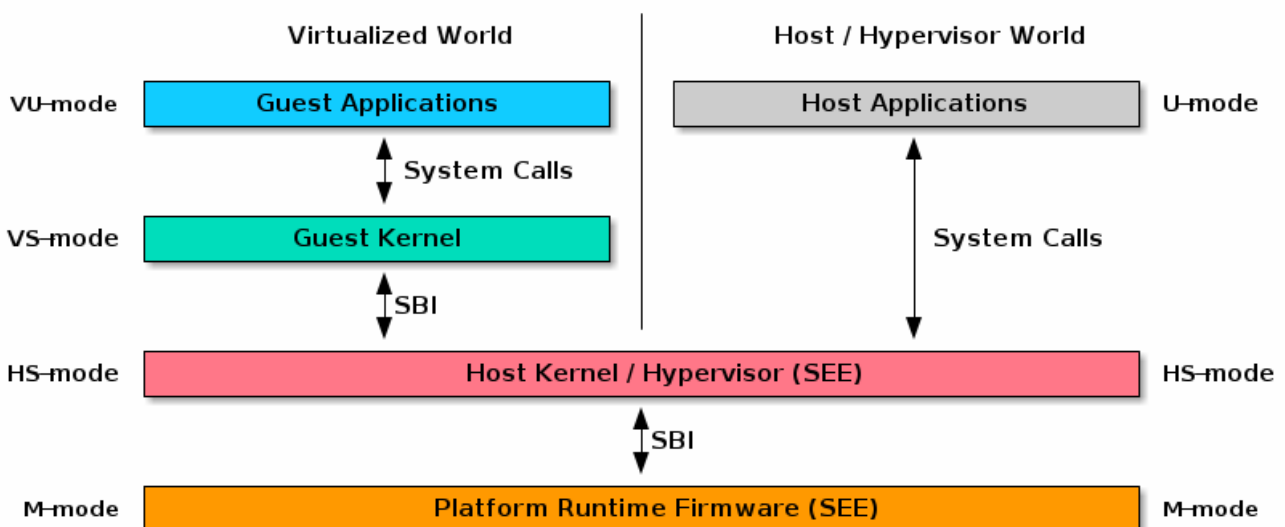 Virtualized World
Host / Hypervisor World
VU-mode
Guest Applications
Host Applications
U-mode
System Calls
VS-mode
Guest Kernel
System Calls
SBI
HS-mode
Host Kernel / Hypervisor (SEE)
HS-mode
SBI
M-mode
Platform Runtime Firmware (SEE)
M-mode